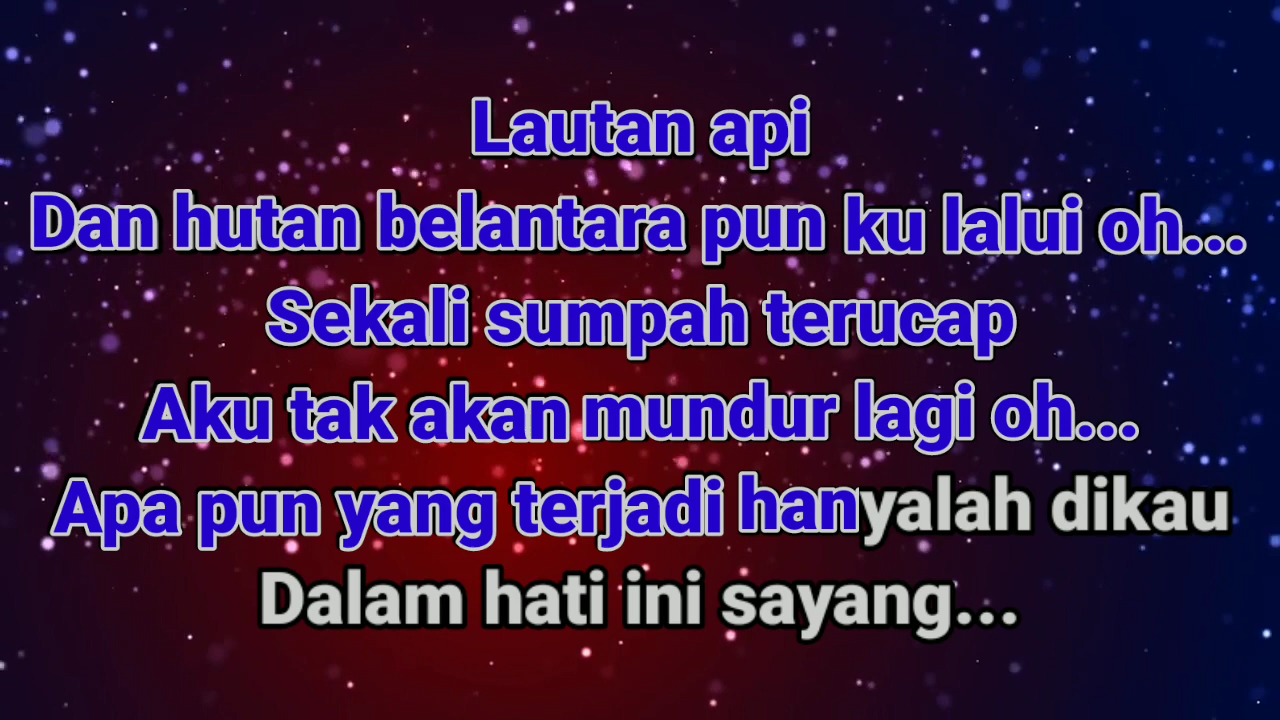 Lautan api
Dan hutan belantara pun ku lalui oh...
Sekali sumpah terucap
Aku tak akan mundur lagi oh...
Apa pun yang terjadi hanyalah dikau
Dalam hati ini sayang...